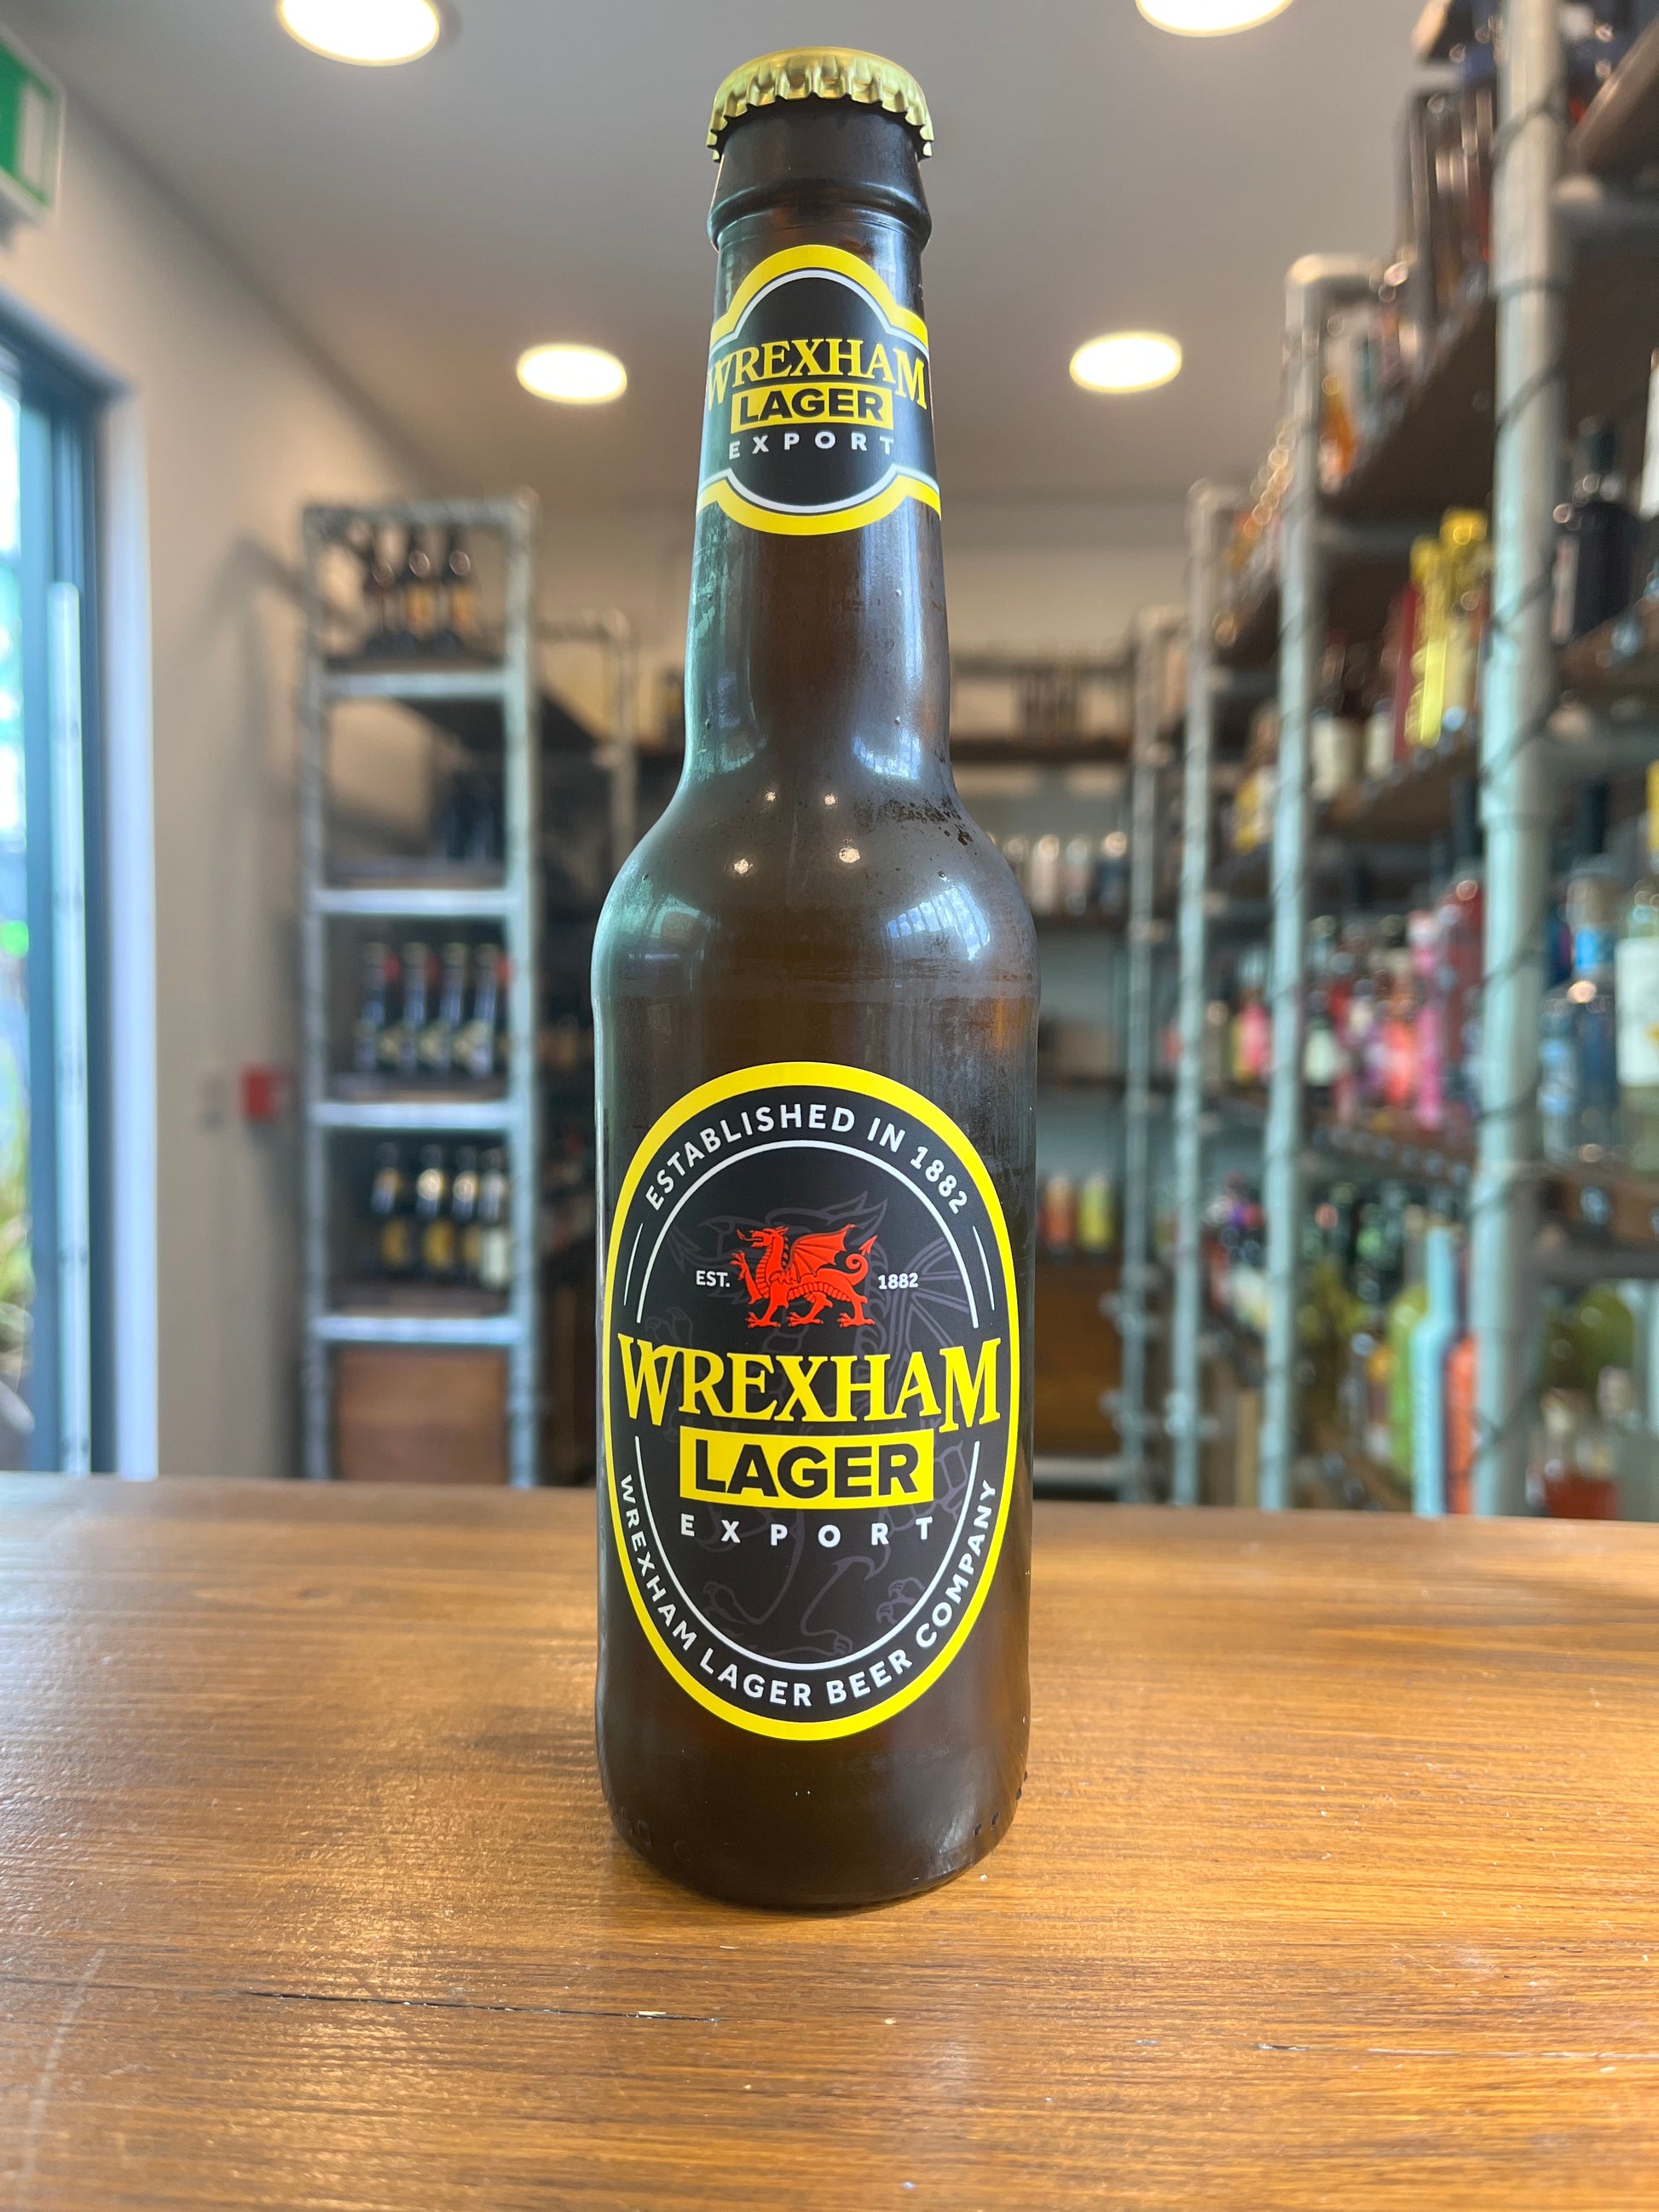 WREXHAM
LAGER
EXPORT
ESTABLISHED IN 1882
EST. 1882
WREXHAM
LAGER
EXPORT
WREXHAM LAGER BEER COMPANY